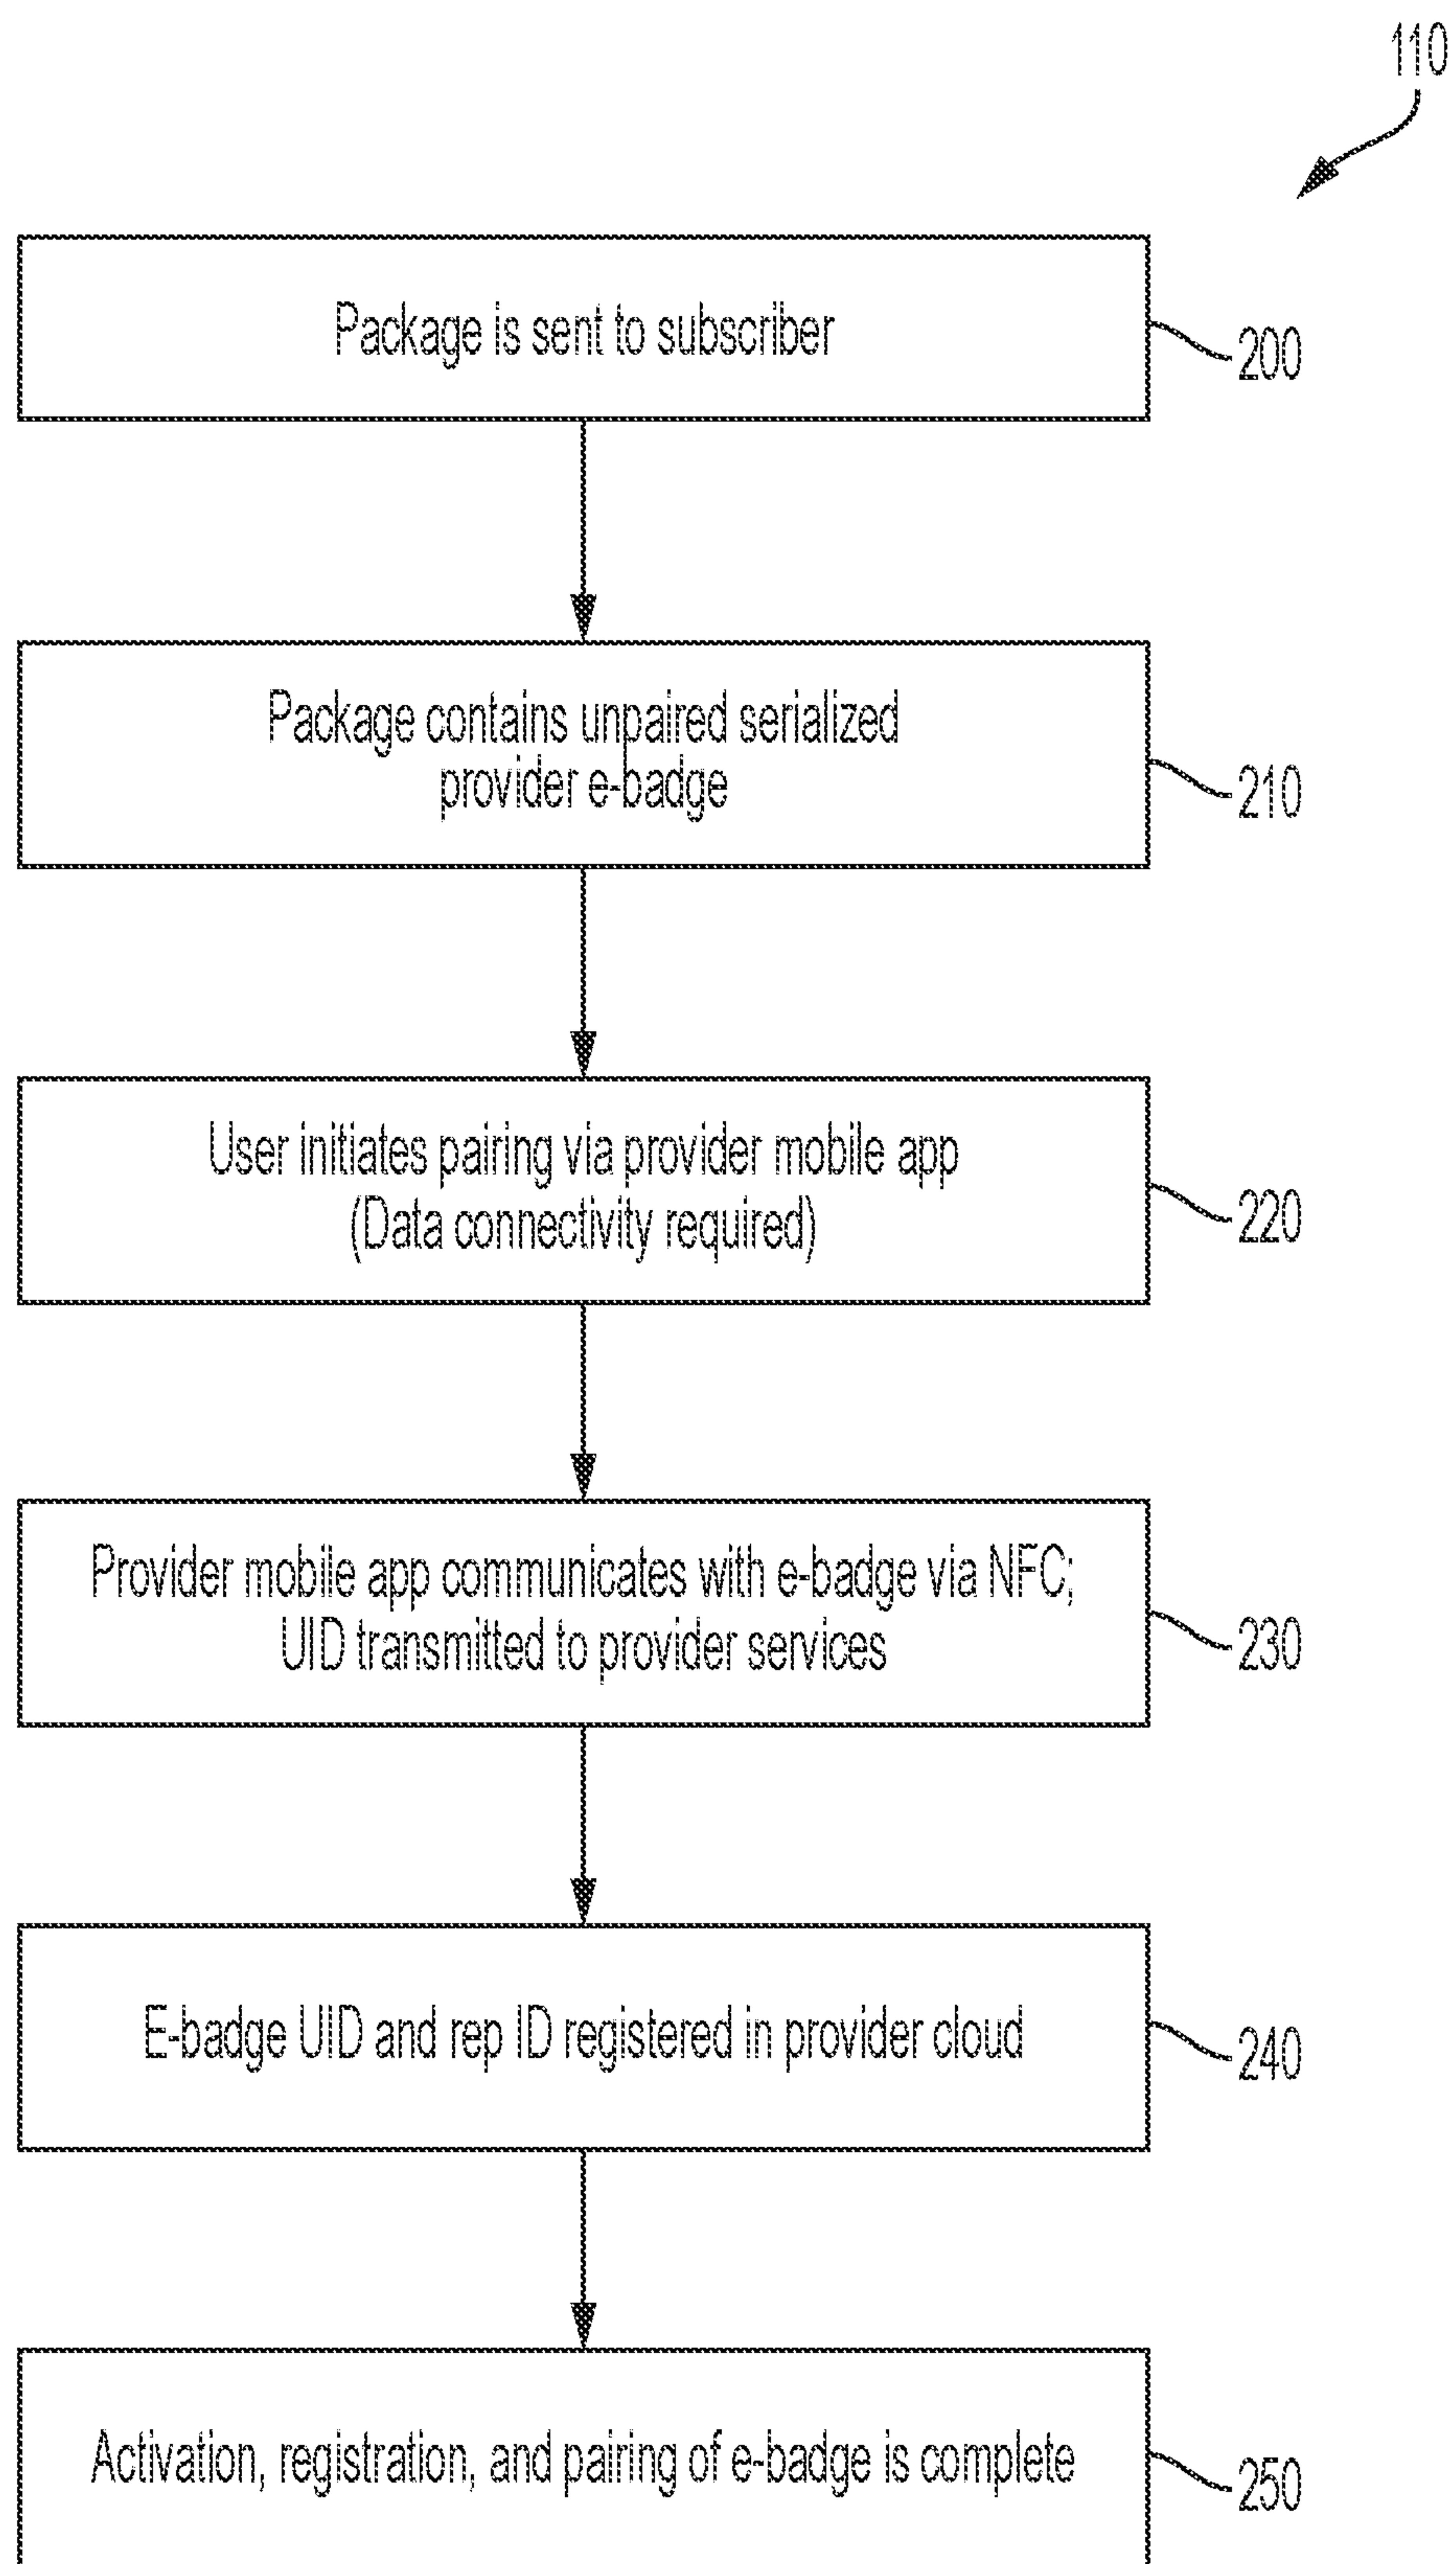 110
Package is sent to subscriber
200
Package contains unpaired serialized
provider e-badge
210
User initiates pairing via provider mobile app
(Data connectivity required)
220
Provider mobile app communicates with e-badge via NFC;
UID transmitted to provider services
230
E-badge UID and rep ID registered in provider cloud
240
Activation, registration, and pairing of e-badge is complete
250